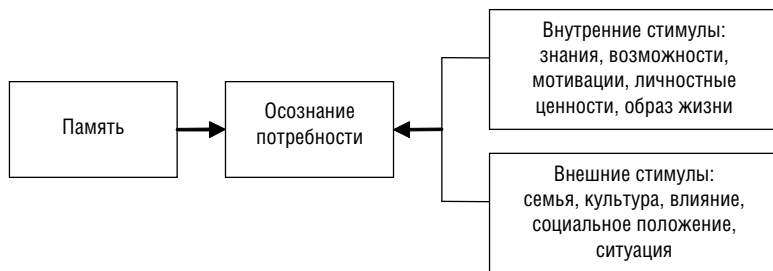 Память
Осознание
потребности
Внутренние стимулы:
знания, возможности,
мотивации, личностные
ценности, образ жизни
Внешние стимулы:
семья, культура, влияние,
социальное положение,
ситуация